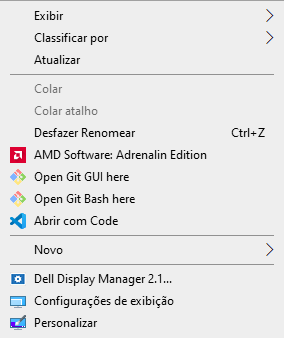 Exibir
Classificar por
Atualizar
Colar
Colar atalho
Desfazer Renomear Ctrl+Z
AMD Software: Adrenalin Edition
Open Git GUI here
Open Git Bash here
Abrir com Code
Novo
Dell Display Manager 2.1...
Configurações de exibição
Personalizar